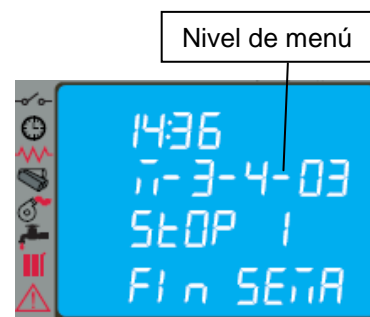 Nivel de menú
14:36
M-3-4-03
StOP 1
FIn SEMA